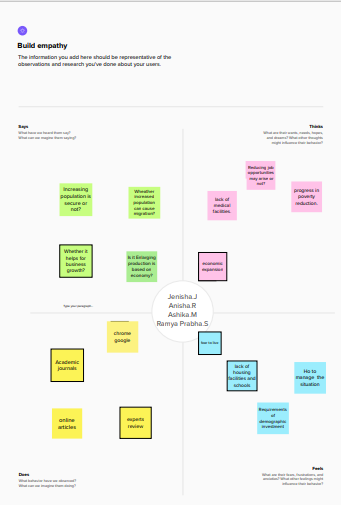 Build empathy
The information you add here should be representative of the
observations and research you've done about your users.
Says
What have we heard them say?
What can we imagine them saying?
Thinks
What are their wants, needs, hopes,
and dreams? What other thoughts
might influence their behavior?
Increasing
population is
secure or
not?
Whether
increased
population
can cause
migration?
Reducing job
opportunities
may arise or
not?
lack of
medical
facilities.
progress in
poverty
reduction.
Whether it
helps for
business
growth?
Is it Enlarging
production is
based on
economy?
economic
expansion
Type your paragraph...
Jenisha.J
Anisha.R
Ashika.M
Ramya Prabha.S
chrome
google
Academic
journals
lack of
housing
facilities and
schools
Ho to
manage the
situation
online
articles
experts
review
Requirements
of
demographic
investment
Does
What behavior have we observed?
What can we imagine them doing?
Feels
What are their fears, frustrations, and
anxieties? What other feelings might
influence their behavior?